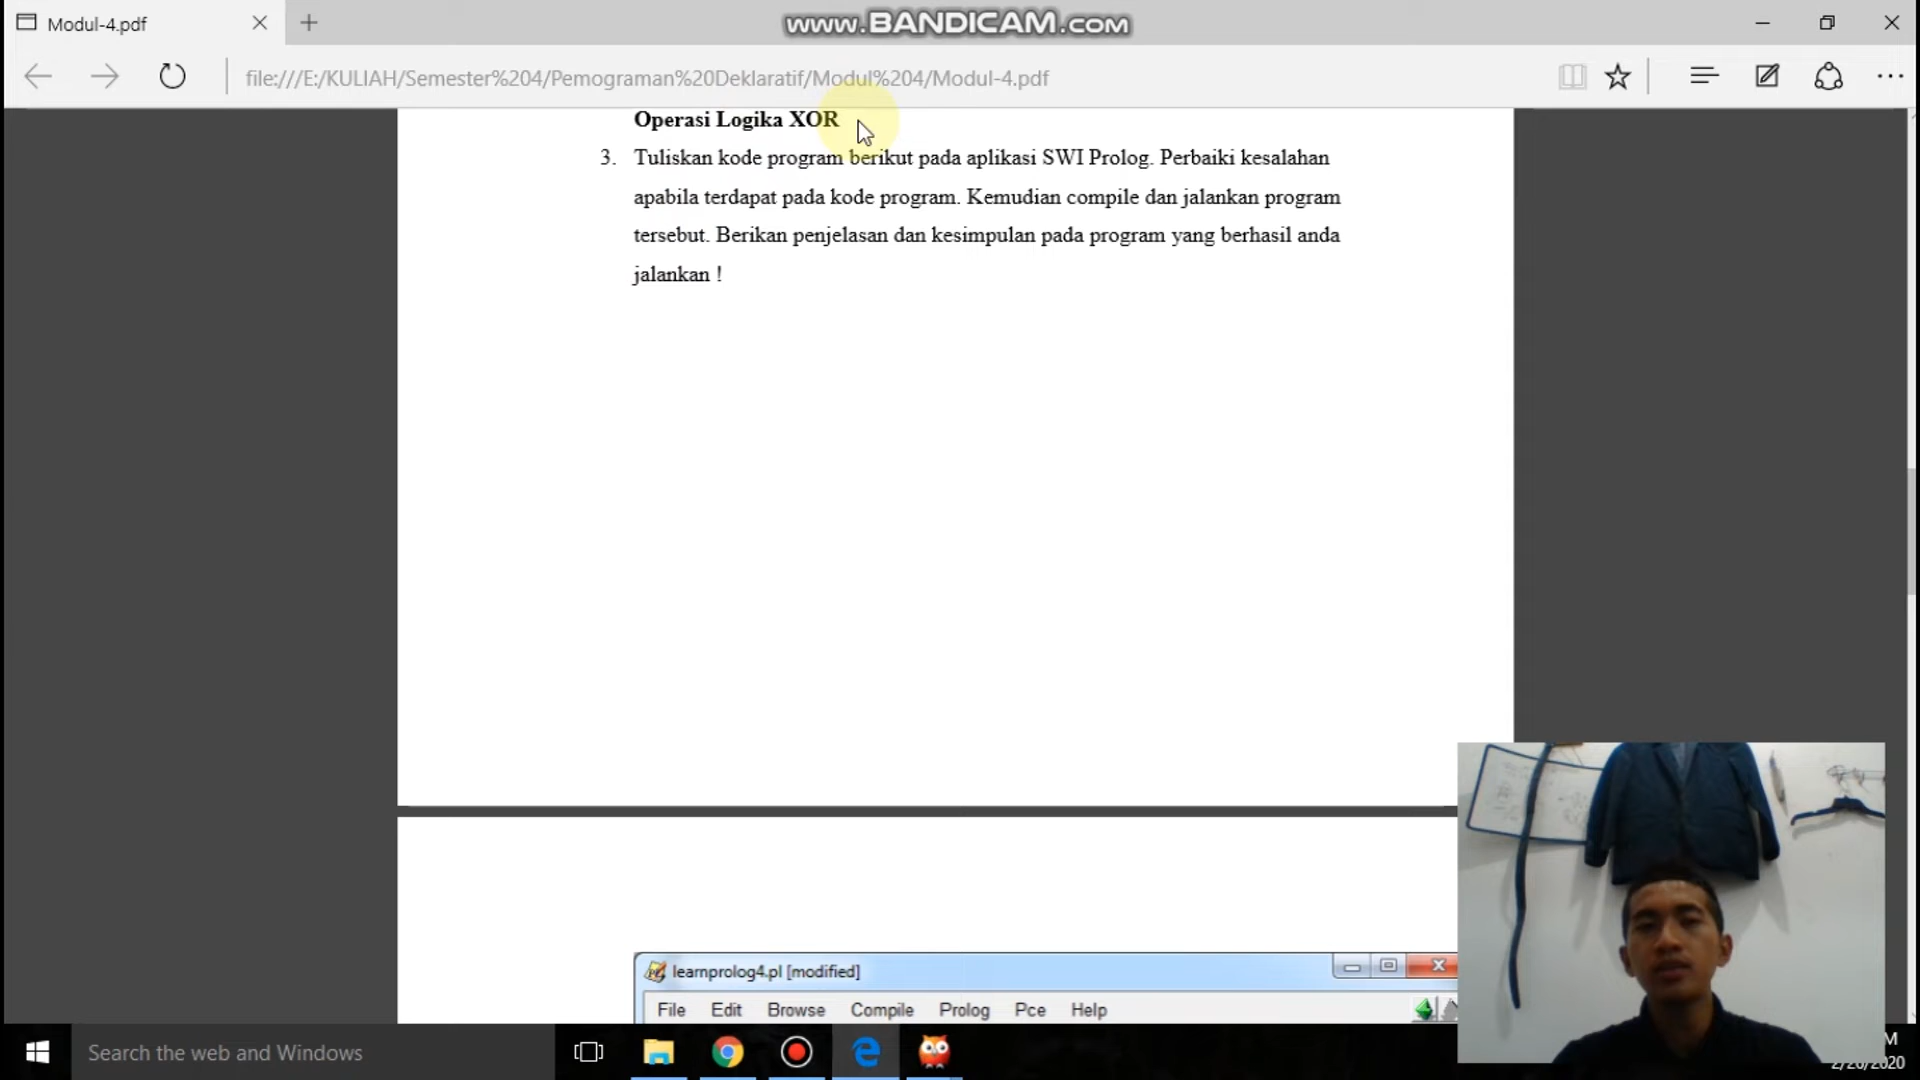 Modul-4.pdf
www.BANDICAM.com
file:///E:/KULIAH/Semester%204/Pemograman%20Deklaratif/Modul%204/Modul-4.pdf
Operasi Logika XOR
3. Tuliskan kode program berikut pada aplikasi SWI Prolog. Perbaiki kesalahan
apabila terdapat pada kode program. Kemudian compile dan jalankan program
tersebut. Berikan penjelasan dan kesimpulan pada program yang berhasil anda
jalankan !
learnprolog4.pl [modified]
File Edit Browse Compile Prolog Pce Help
Search the web and Windows
M
2/20/2020